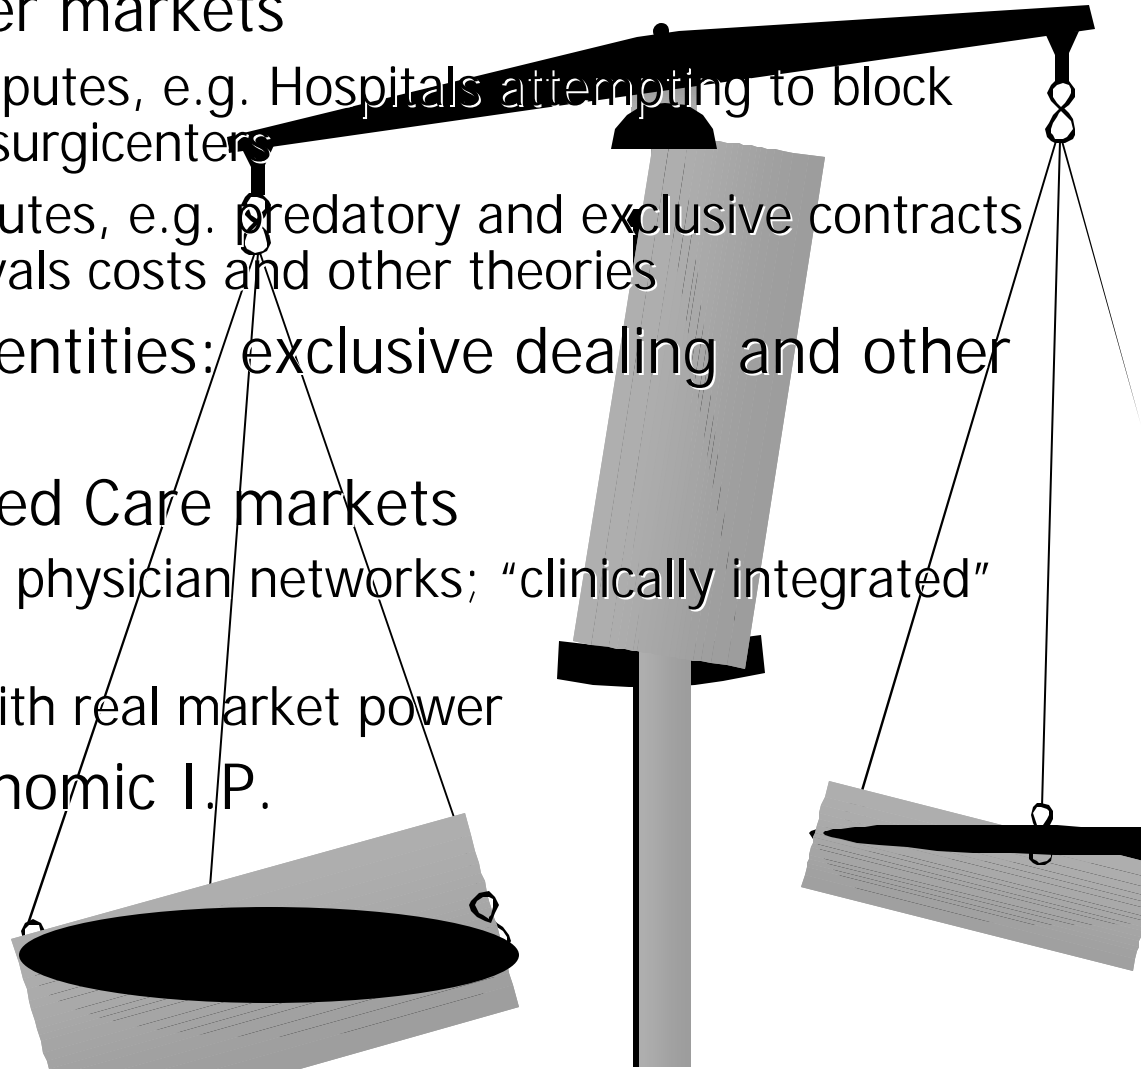 er markets
putes, e.g. Hospitals attempting to block
surgicenters
utes, e.g. predatory and exclusive contracts
vals costs and other theories
entities: exclusive dealing and other
ed Care markets
physician networks; “clinically integrated”
ith real market power
nomic I.P.